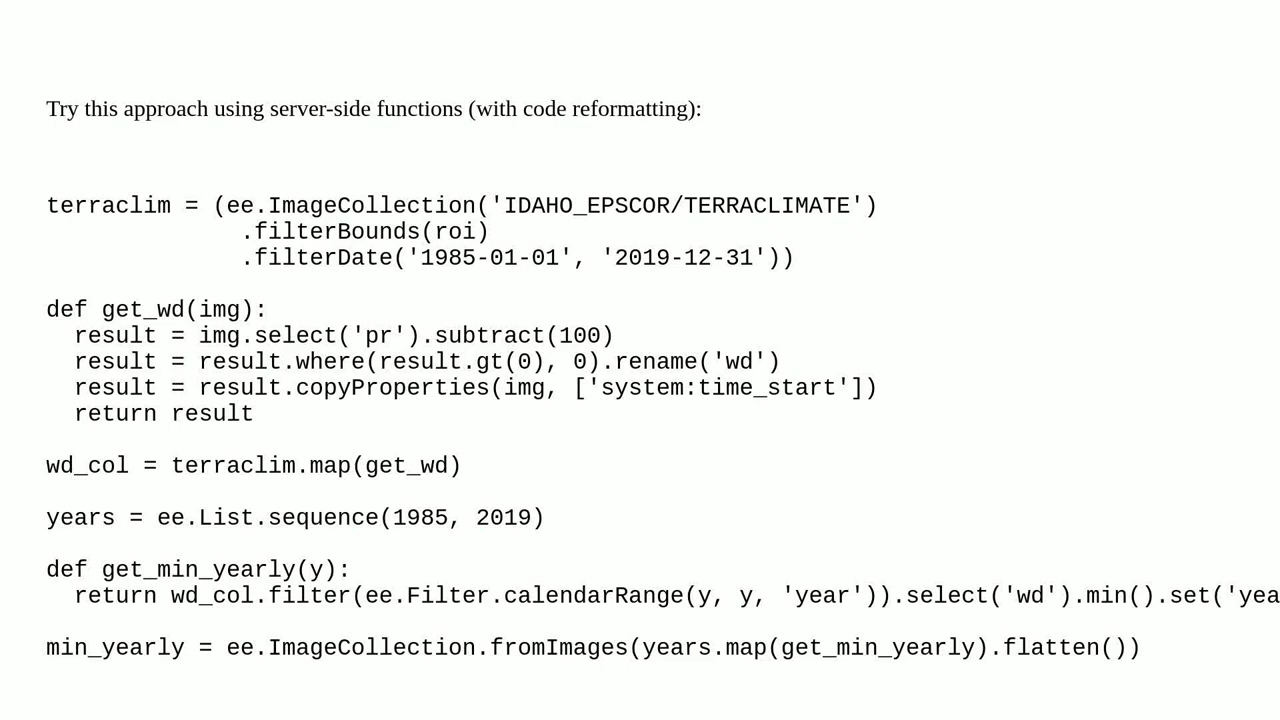 Try this approach using server-side functions (with code reformatting):
terraclim = (ee.ImageCollection('IDAHO_EPSCOR/TERRACLIMATE')
              .filterBounds(roi)
              .filterDate('1985-01-01', '2019-12-31'))
def get_wd(img):
  result = img.select('pr').subtract(100)
  result = result.where(result.gt(0), 0).rename('wd')
  result = result.copyProperties(img, ['system:time_start'])
  return result
wd_col = terraclim.map(get_wd)
years = ee.List.sequence(1985, 2019)
def get_min_yearly(y):
  return wd_col.filter(ee.Filter.calendarRange(y, y, 'year')).select('wd').min().set('yea
min_yearly = ee.ImageCollection.fromImages(years.map(get_min_yearly).flatten())